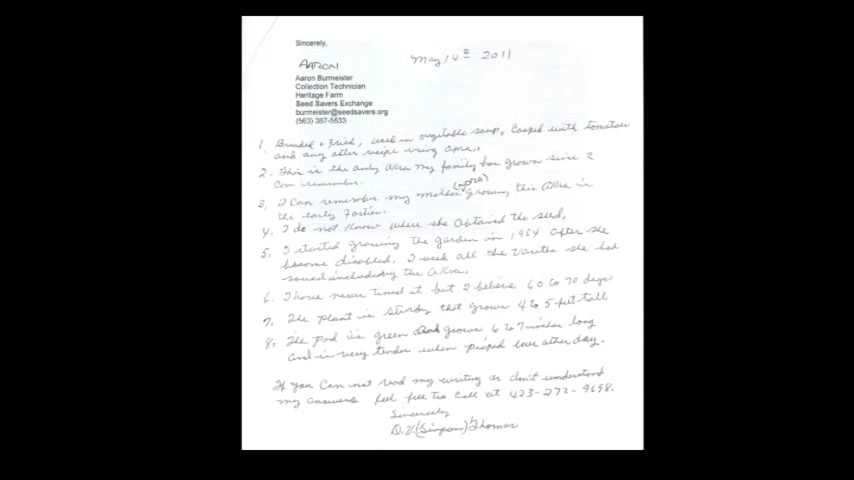 Sincerely,
AARON
May 14th 2011
Aaron Burmeister
Collection Technician
Heritage Farm
Seed Savers Exchange
burmeister@seedsavers.org
(563) 387-5633
1. Breaded & Fried, used in vegetable soup, Cooked with tomatoes
and any other recipe using okra.
2. This is the only Okra my family has grown since I
can remember.
3. I Can remember my mother (Nora) growing this Okra in
the early Forties.
4. I do not know where she obtained the seed.
5. I started growing the garden in 1954 after she
became disabled. I used all the she had
saved the Okra.
6. I have never timed it but I believe 60 to 70 days
7. The plant is sturdy that grows 4 to 5 feet tall
8. The Pod is green and grows 6 to 7 inches long
and is very tender when picked ever other day.
If you Can not read my writing or don't understand
my answers feel free to call at 423-272-9698.
Sincerely
D.V. (Simpon) Thomas